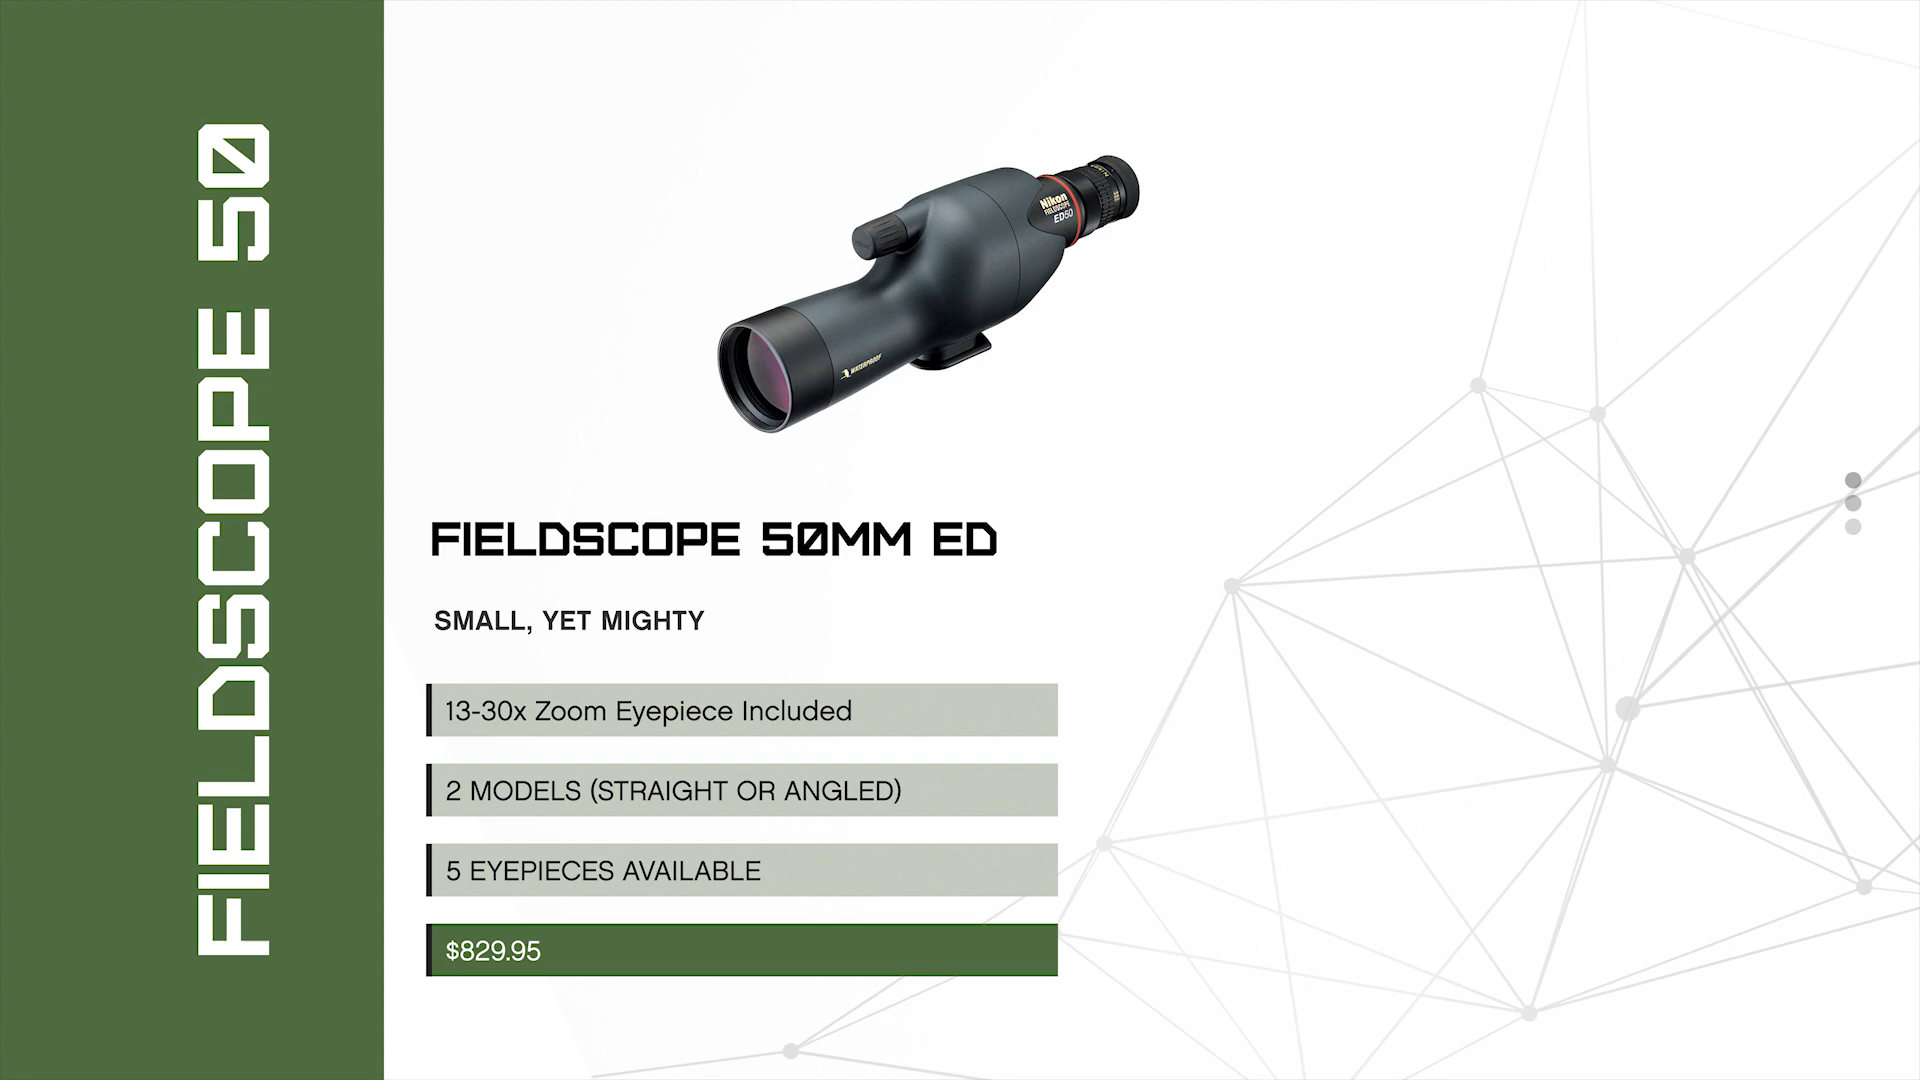 FIELDSCOPE 50
Nikon
FIELDSCOPE
ED50
WATERPROOF
FIELDSCOPE 50MM ED
SMALL, YET MIGHTY
13-30x Zoom Eyepiece Included
2 MODELS (STRAIGHT OR ANGLED)
5 EYEPIECES AVAILABLE
$829.95